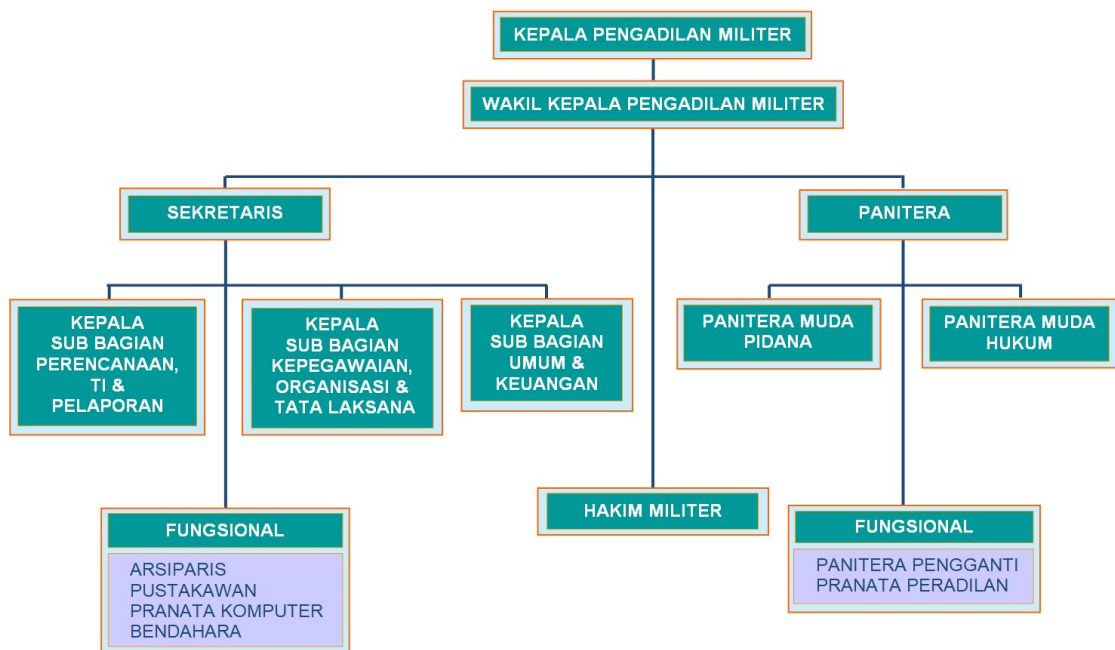 KEPALA PENGADILAN MILITER
WAKIL KEPALA PENGADILAN MILITER
SEKRETARIS
PANITERA
KEPALA
SUB BAGIAN
PERENCANAAN,
TI &
PELAPORAN
KEPALA
SUB BAGIAN
KEPEGAWAIAN,
ORGANISASI &
TATA LAKSANA
KEPALA
SUB BAGIAN
UMUM &
KEUANGAN
PANITERA MUDA
PIDANA
PANITERA MUDA
HUKUM
HAKIM MILITER
FUNGSIONAL
ARSIPARIS
PUSTAKAWAN
PRANATA KOMPUTER
BENDAHARA
FUNGSIONAL
PANITERA PENGGANTI
PRANATA PERADILAN